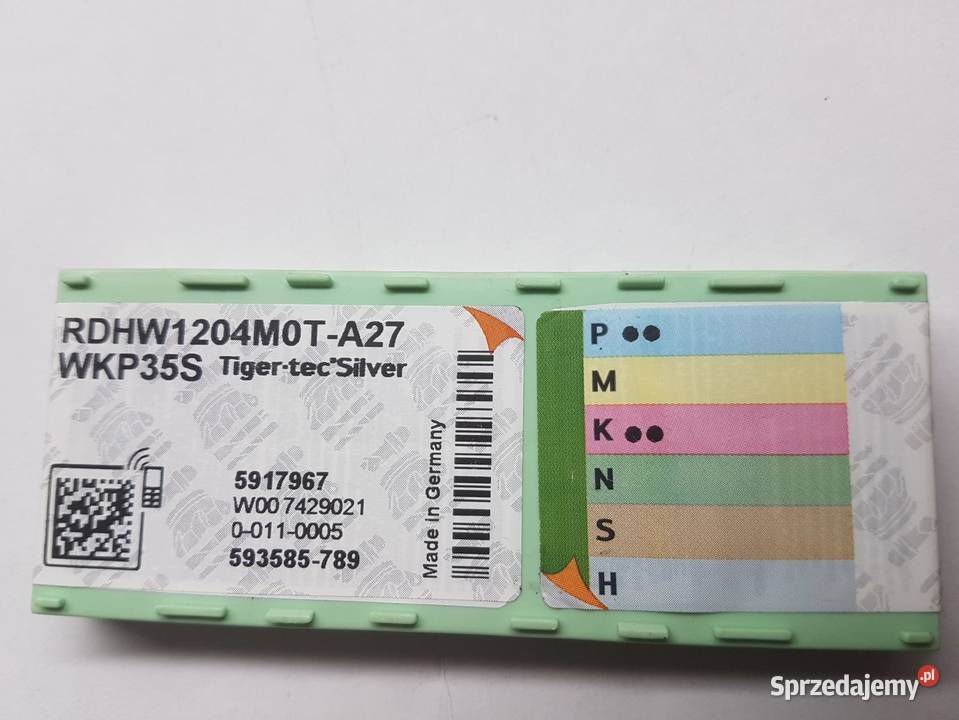 RDHW1204M0T-A27
WKP35S Tiger·tec®Silver
5917967
W00 7429021
0-011-0005
593585-789
Made in Germany
P ●●
M
K ●●
N
S
H
Sprzedajemy.pl